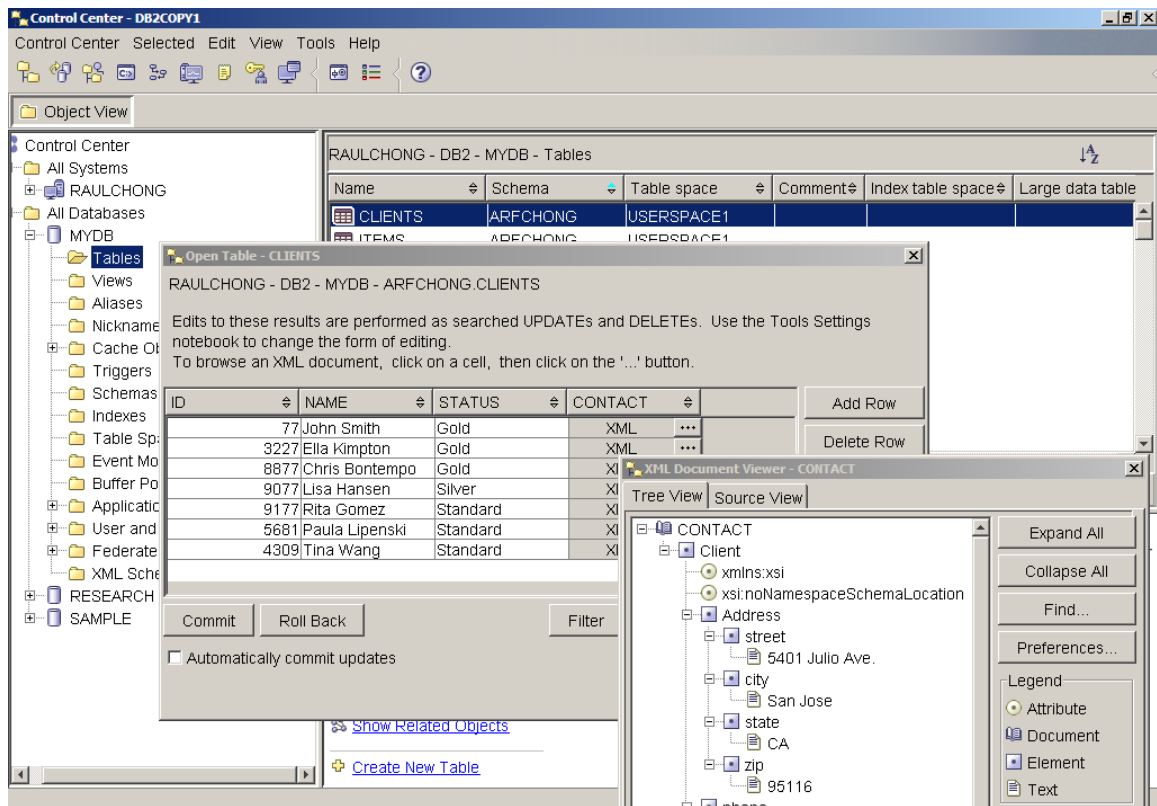 Control Center - DB2COPY1
Control Center Selected Edit View Tools Help
Object View
Control Center
All Systems
RAULCHONG
All Databases
MYDB
Tables
Views
Aliases
Nickname
Cache Ob
Triggers
Schemas
Indexes
Table Spa
Event Mo
Buffer Po
Applicatio
User and
Federate
XML Sche
RESEARCH
SAMPLE
RAULCHONG - DB2 - MYDB - Tables
Name Schema Table space Comment Index table space Large data table
CLIENTS ARFCHONG USERSPACE1
ITEMS ARFCHONG USERSPACE1
Open Table - CLIENTS
RAULCHONG - DB2 - MYDB - ARFCHONG.CLIENTS
Edits to these results are performed as searched UPDATEs and DELETEs. Use the Tools Settings
notebook to change the form of editing.
To browse an XML document, click on a cell, then click on the '...' button.
ID NAME STATUS CONTACT
77 John Smith Gold XML ...
3227 Ella Kimpton Gold XML ...
8877 Chris Bontempo Gold
9077 Lisa Hansen Silver
9177 Rita Gomez Standard
5681 Paula Lipenski Standard
4309 Tina Wang Standard
Add Row
Delete Row
Commit
Roll Back
Filter
Automatically commit updates
Show Related Objects
Create New Table
XML Document Viewer - CONTACT
Tree View Source View
CONTACT
Client
xmlns:xsi
xsi:noNamespaceSchemaLocation
Address
street
5401 Julio Ave.
city
San Jose
state
CA
zip
95116
phone
Expand All
Collapse All
Find...
Preferences...
Legend
Attribute
Document
Element
Text